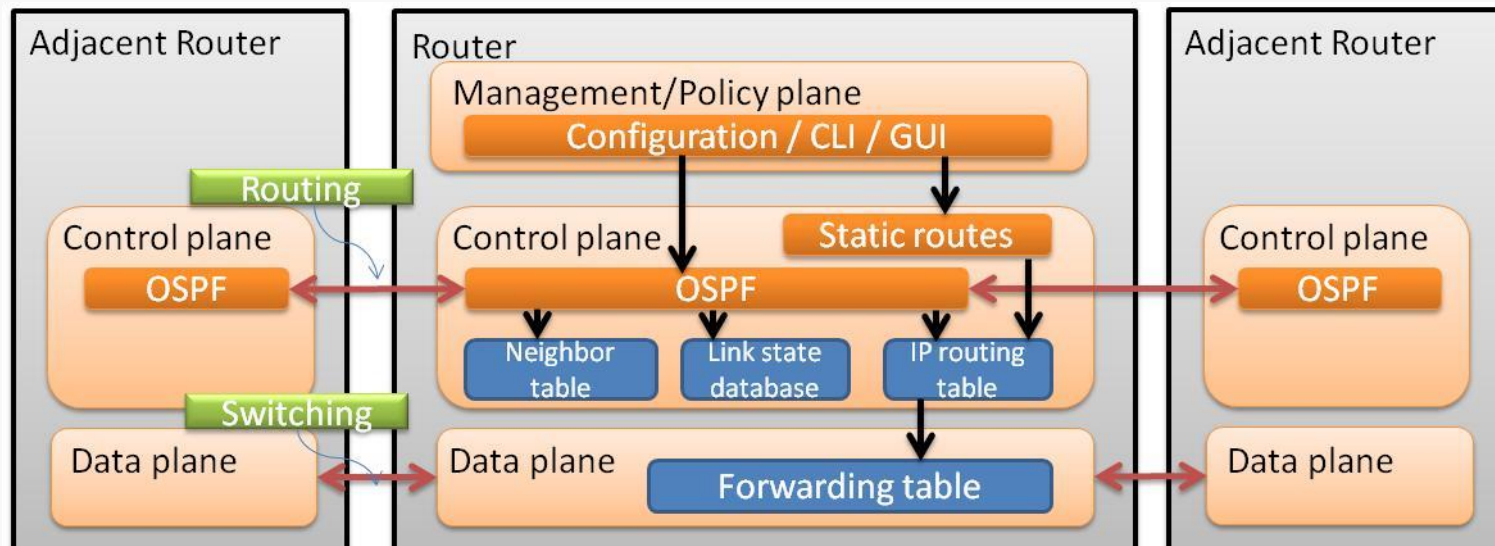 Adjacent Router
Router
Adjacent Router
Management/Policy plane
Configuration / CLI / GUI
Routing
Control plane
Control plane
Static routes
Control plane
OSPF
OSPF
OSPF
Neighbor
table
Link state
database
IP routing
table
Switching
Data plane
Data plane
Forwarding table
Data plane